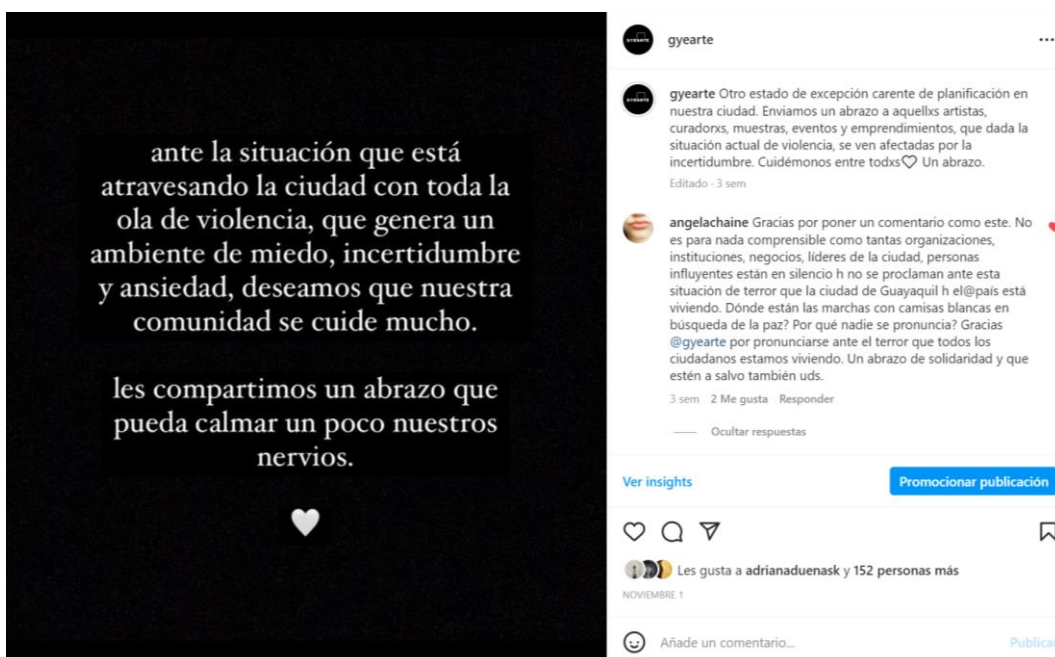 ante la situación que está
atravesando la ciudad con toda la
ola de violencia, que genera un
ambiente de miedo, incertidumbre
y ansiedad, deseamos que nuestra
comunidad se cuide mucho.
les compartimos un abrazo que
pueda calmar un poco nuestros
nervios.
gyearte
gyearte Otro estado de excepción carente de planificación en
nuestra ciudad. Enviamos un abrazo a aquellxs artistas,
curadorxs, muestras, eventos y emprendimientos, que dada la
situación actual de violencia, se ven afectadas por la
incertidumbre. Cuidémonos entre todxs♡ Un abrazo.
Editado · 3 sem
angelachaine Gracias por poner un comentario como este. No
es para nada comprensible como tantas organizaciones,
instituciones, negocios, líderes de la ciudad, personas
influyentes están en silencio h no se proclaman ante esta
situación de terror que la ciudad de Guayaquil h el@país está
viviendo. Dónde están las marchas con camisas blancas en
búsqueda de la paz? Por qué nadie se pronuncia? Gracias
@gyearte por pronunciarse ante el terror que todos los
ciudadanos estamos viviendo. Un abrazo de solidaridad y que
estén a salvo también uds.
3 sem 2 Me gusta Responder
Ocultar respuestas
Ver insights
Promocionar publicación
Les gusta a adrianaduenask y 152 personas más
NOVIEMBRE 1
Añade un comentario...
Publicar